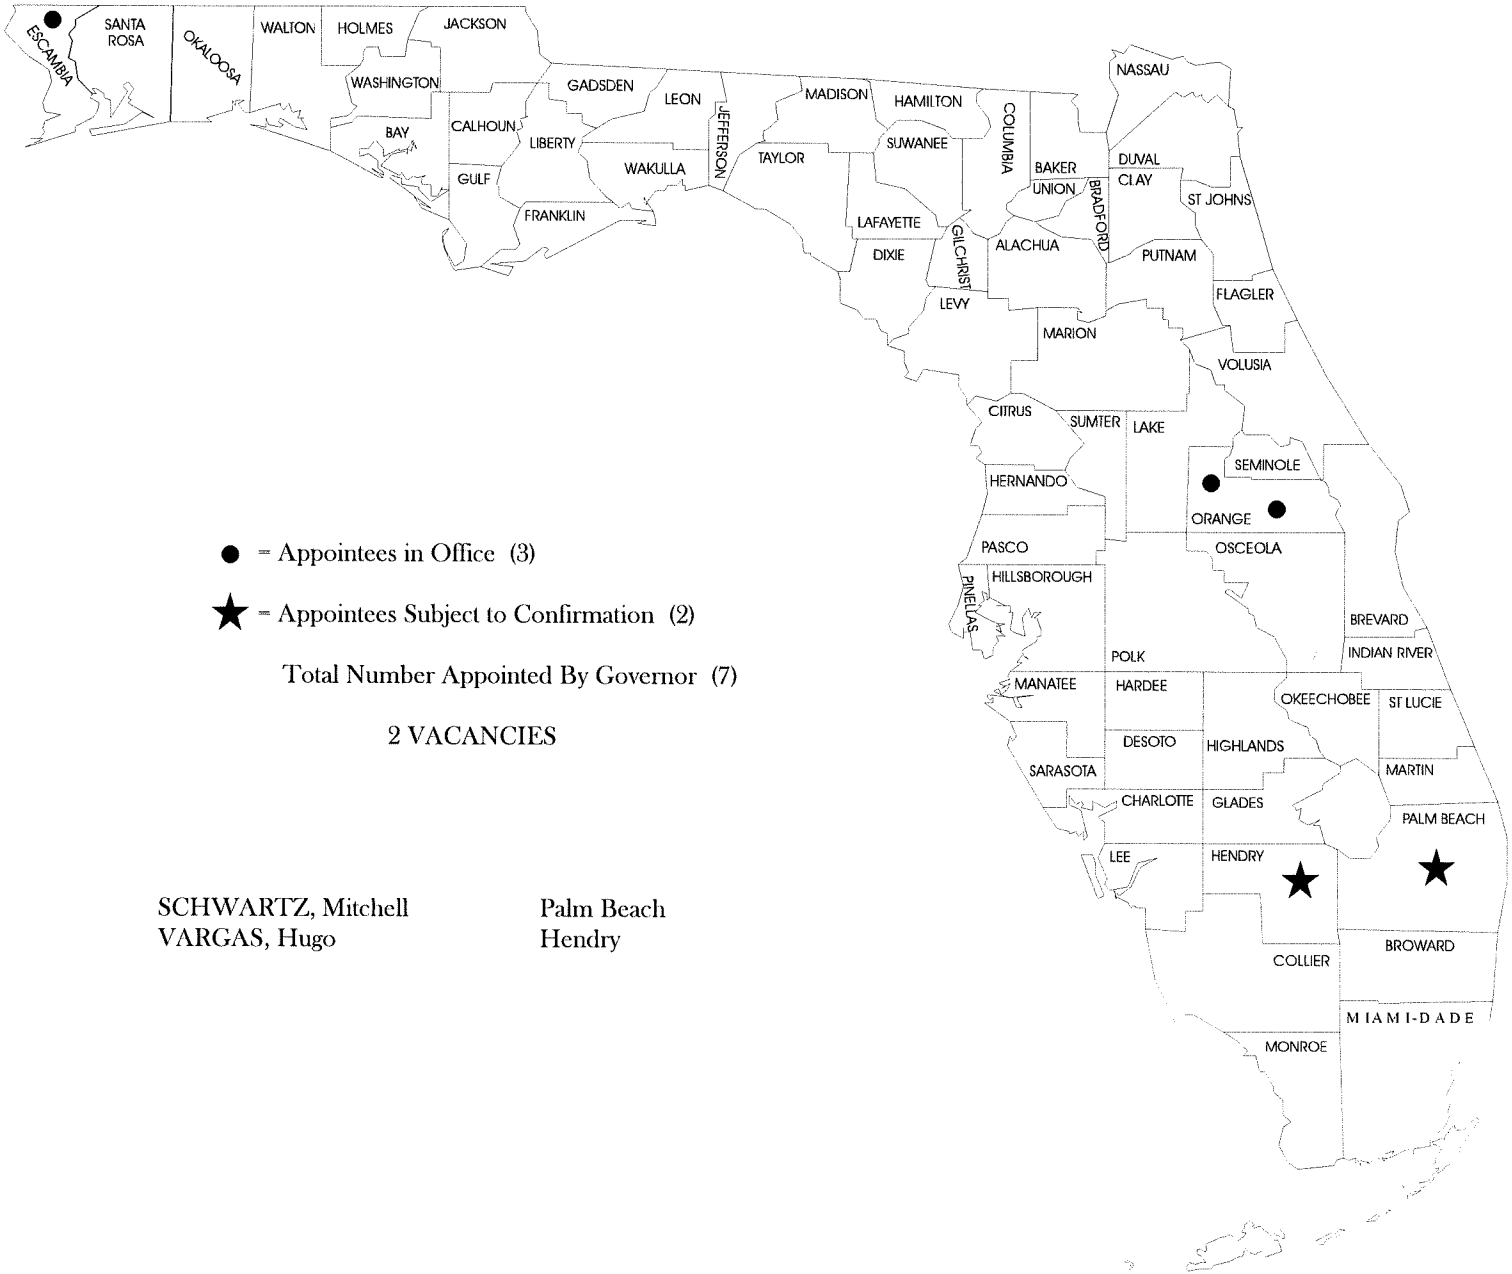 ESCAMBIA
SANTA
ROSA
OKALOOSA
WALTON
HOLMES
JACKSON
WASHINGTON
BAY
CALHOUN
GULF
GADSDEN
LIBERTY
FRANKLIN
LEON
WAKULLA
JEFFERSON
MADISON
TAYLOR
HAMILTON
SUWANEE
LAFAYETTE
DIXIE
COLUMBIA
GILCHRIST
LEVY
NASSAU
BAKER
UNION
BRADFORD
ALACHUA
DUVAL
CLAY
ST JOHNS
PUTNAM
FLAGLER
MARION
VOLUSIA
CITRUS
SUMTER
LAKE
SEMINOLE
HERNANDO
ORANGE
PASCO
OSCEOLA
PINELLAS
HILLSBOROUGH
POLK
BREVARD
INDIAN RIVER
MANATEE
HARDEE
OKEECHOBEE
ST LUCIE
DESOTO
HIGHLANDS
SARASOTA
MARTIN
CHARLOTTE
GLADES
PALM BEACH
LEE
HENDRY
BROWARD
COLLIER
MIAMI-DADE
MONROE
= Appointees in Office (3)
= Appointees Subject to Confirmation (2)
Total Number Appointed By Governor (7)
2 VACANCIES
SCHWARTZ, Mitchell Palm Beach
VARGAS, Hugo Hendry